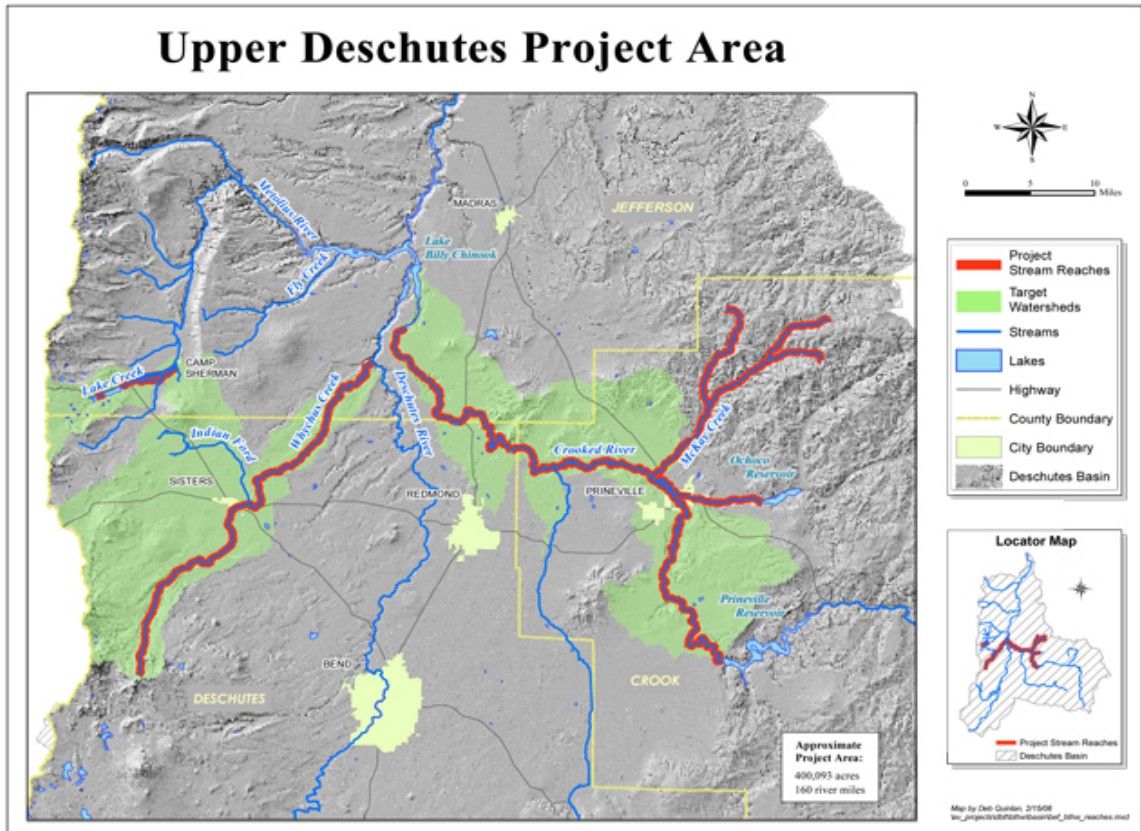 Upper Deschutes Project Area
N
W
E
S
0 5 10
Miles
MADRAS
JEFFERSON
Metolius River
Lake
Billy Chinook
Fly Creek
CAMP
SHERMAN
Lake Creek
Whychus Creek
Deschutes River
Indian Ford
SISTERS
REDMOND
Crooked River
McKay Creek
Ochoco
Reservoir
PRINEVILLE
Prineville
Reservoir
BEND
DESCHUTES
CROOK
Approximate
Project Area:
400,093 acres
160 river miles
Project
Stream Reaches
Target
Watersheds
Streams
Lakes
Highway
County Boundary
City Boundary
Deschutes Basin
Locator Map
Project Stream Reaches
Deschutes Basin
Map by Deb Quinlan, 2/15/06